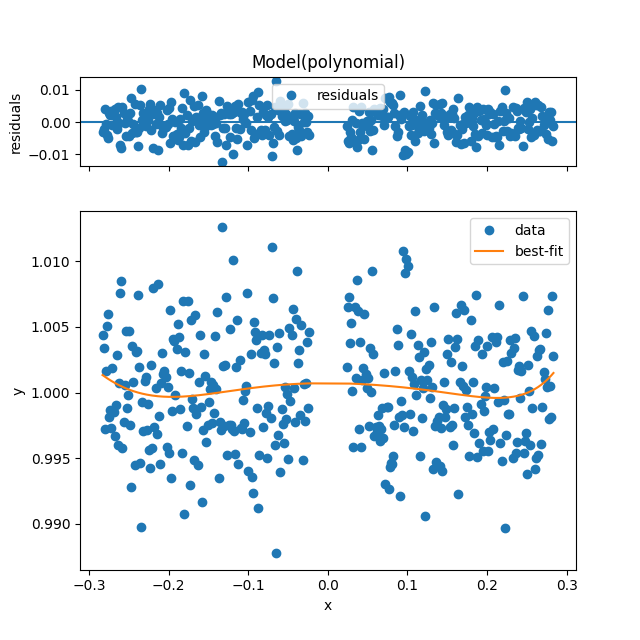 Model(polynomial)
0.01
0.00
−0.01
residuals
residuals
data
best-fit
1.010
1.005
1.000
0.995
0.990
y
−0.3 −0.2 −0.1 0.0 0.1 0.2 0.3
x